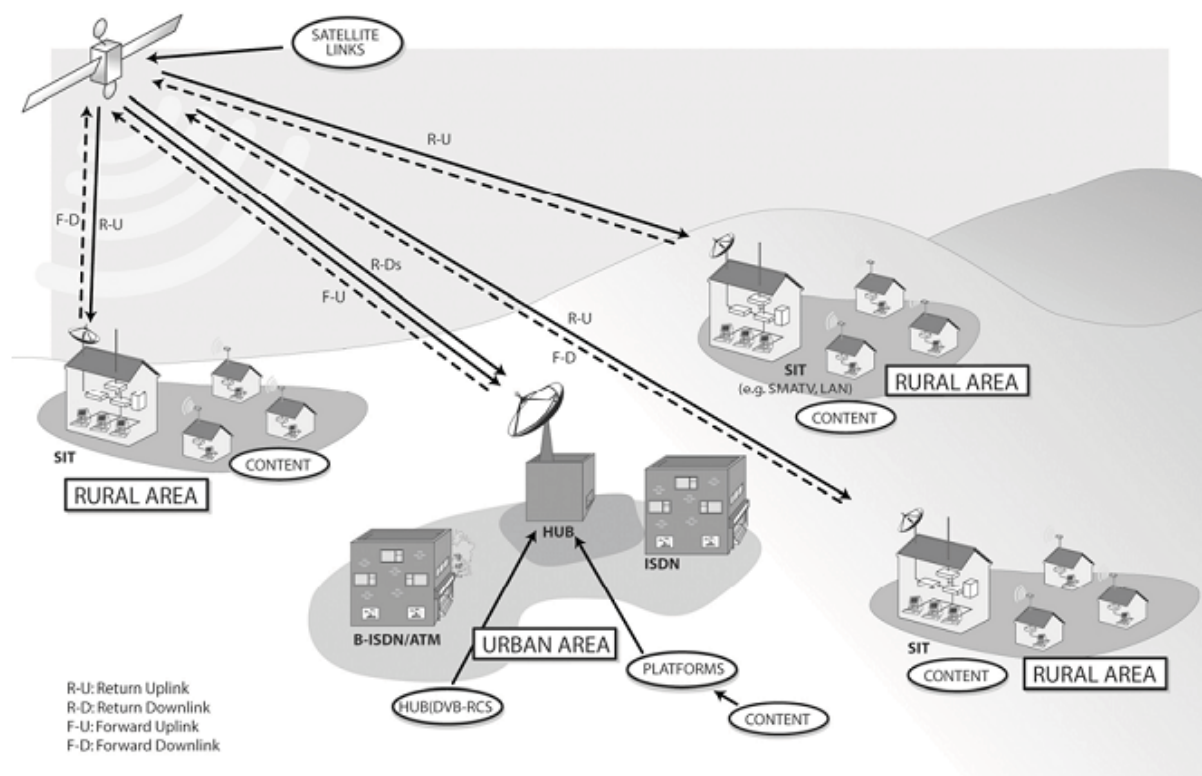 SATELLITE
LINKS
R-U
F-D
R-U
R-Ds
F-U
R-U
F-D
SIT
(e.g. SMATV, LAN)
RURAL AREA
CONTENT
SIT
CONTENT
RURAL AREA
HUB
ISDN
B-ISDN/ATM
URBAN AREA
SIT
CONTENT
RURAL AREA
PLATFORMS
HUB(DVB-RCS
CONTENT
R-U: Return Uplink
R-D: Return Downlink
F-U: Forward Uplink
F-D: Forward Downlink